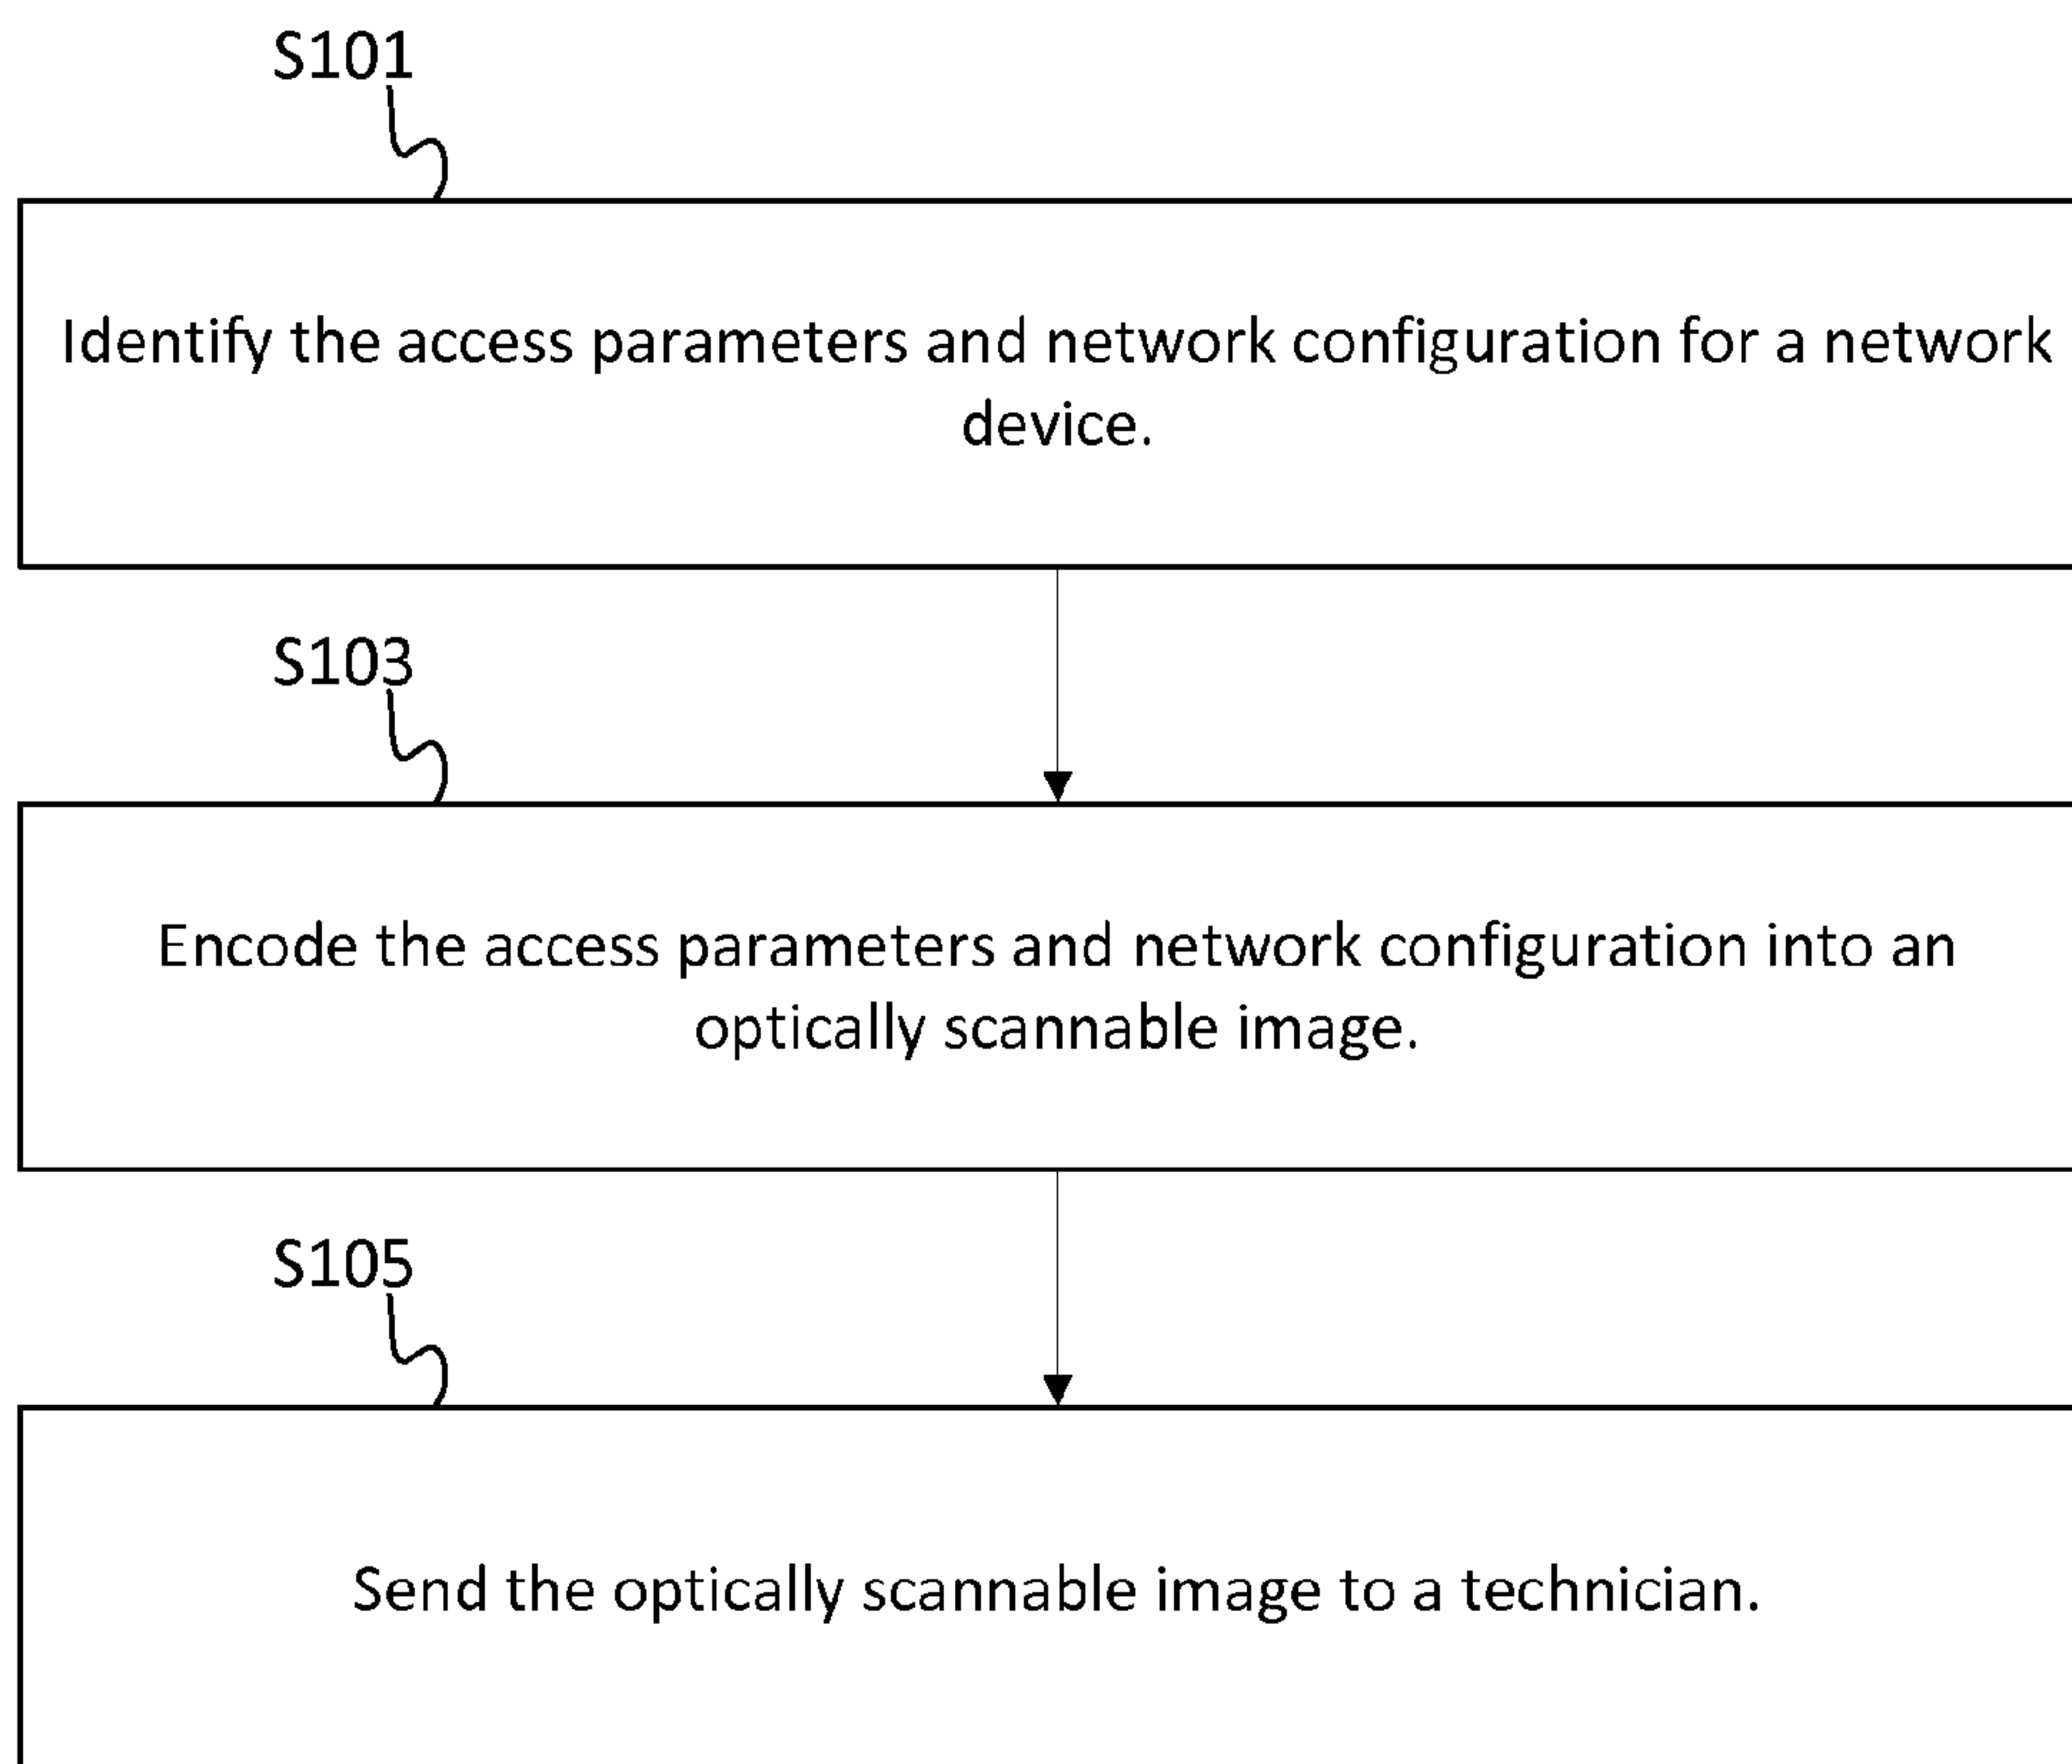 S101
Identify the access parameters and network configuration for a network
device.
S103
Encode the access parameters and network configuration into an
optically scannable image.
S105
Send the optically scannable image to a technician.